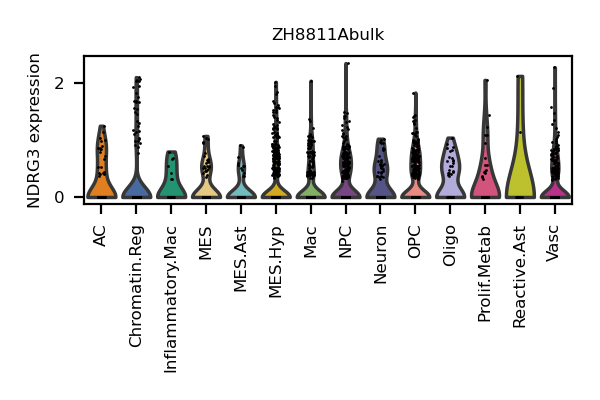 ZH8811Abulk
NDRG3 expression
2
0
AC
Chromatin.Reg
Inflammatory.Mac
MES
MES.Ast
MES.Hyp
Mac
NPC
Neuron
OPC
Oligo
Prolif.Metab
Reactive.Ast
Vasc